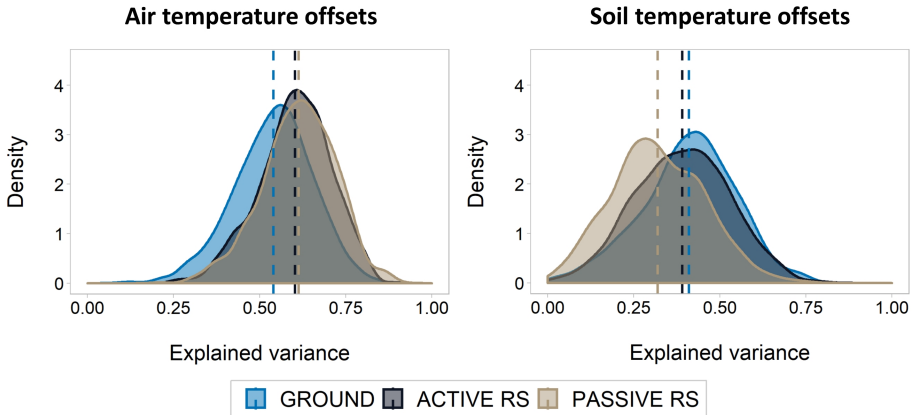 Air temperature offsets
Density
4
3
2
1
0
0.00 0.25 0.50 0.75 1.00
Explained variance
Soil temperature offsets
Density
4
3
2
1
0
0.00 0.25 0.50 0.75 1.00
Explained variance
GROUND ACTIVE RS PASSIVE RS